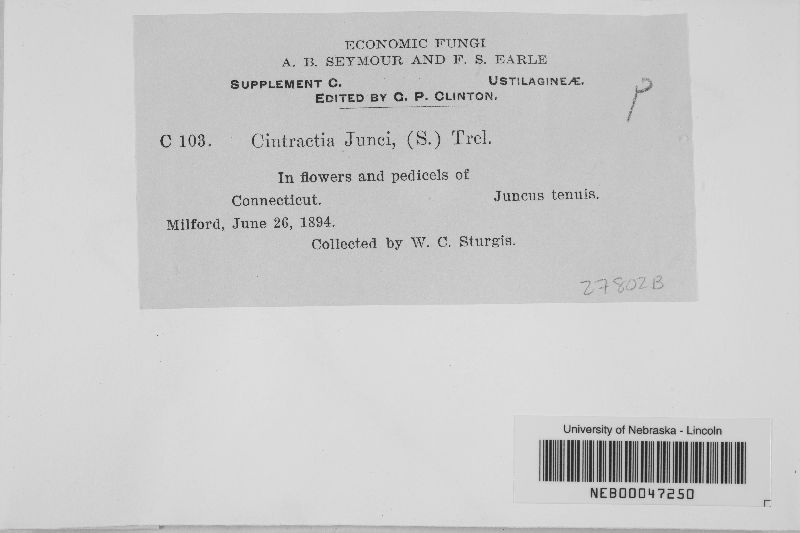 ECONOMIC FUNGI
A. B. SEYMOUR AND F. S. EARLE
SUPPLEMENT C. USTILAGINEÆ.
EDITED BY G. P. CLINTON.
P
C 103. Cintractia Junci, (S.) Trel.
In flowers and pedicels of
Connecticut. Juncus tenuis.
Milford, June 26, 1894.
Collected by W. C. Sturgis.
27802B
University of Nebraska - Lincoln
NEB00047250